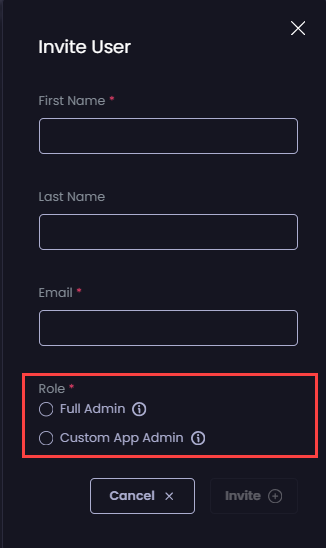 Invite User
First Name *
Last Name
Email *
Role *
Full Admin
Custom App Admin
Cancel
Invite